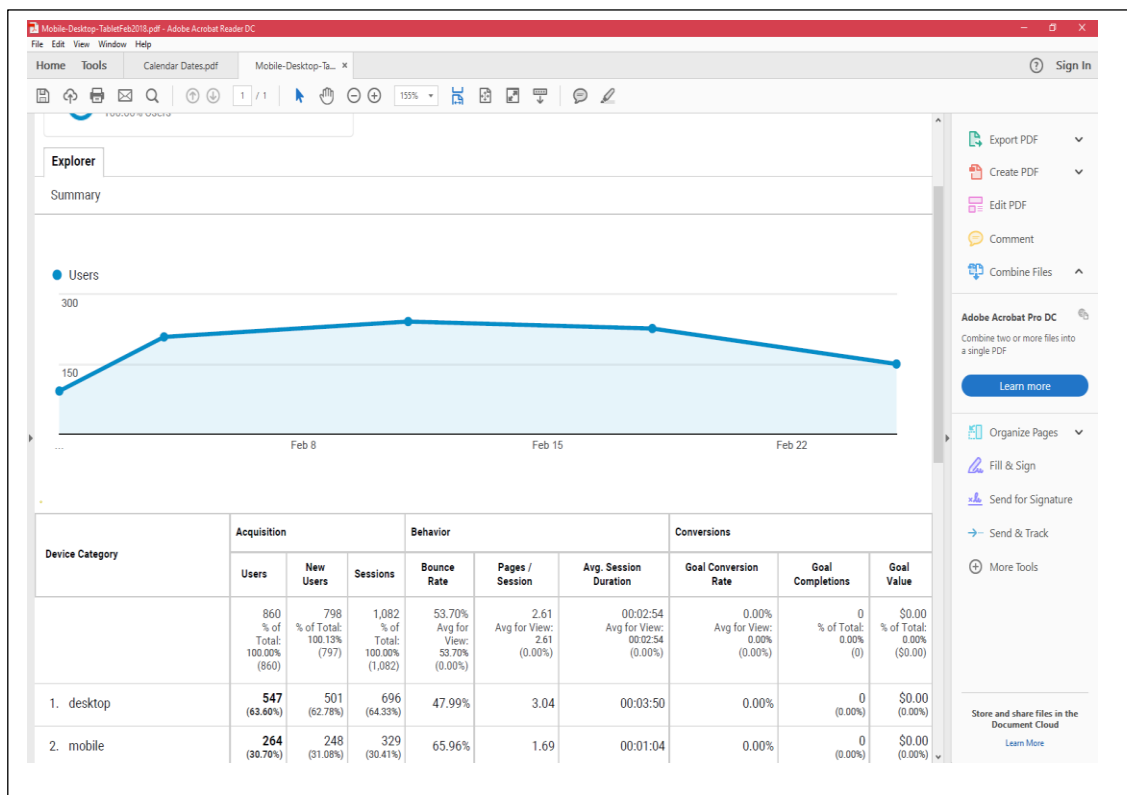 Mobile-Desktop-TabletFeb2018.pdf - Adobe Acrobat Reader DC
File Edit View Window Help
Home Tools Calendar Dates.pdf Mobile-Desktop-Ta... × Sign In
1 / 1 155%
100.00% Users
Explorer
Summary
Users
300
150
... Feb 8 Feb 15 Feb 22
Device Category Acquisition Behavior Conversions
Users New Users Sessions Bounce Rate Pages / Session Avg. Session Duration Goal Conversion Rate Goal Completions Goal Value
860 798 1,082 53.70% 2.61 00:02:54 0.00% 0 $0.00
% of Total: 100.00% (860) % of Total: 100.13% (797) % of Total: 100.00% (1,082) Avg for View: 53.70% (0.00%) Avg for View: 2.61 (0.00%) Avg for View: 00:02:54 (0.00%) Avg for View: 0.00% (0.00%) % of Total: 0.00% (0) % of Total: 0.00% ($0.00)
1. desktop 547 (63.60%) 501 (62.78%) 696 (64.33%) 47.99% 3.04 00:03:50 0.00% 0 (0.00%) $0.00 (0.00%)
2. mobile 264 (30.70%) 248 (31.08%) 329 (30.41%) 65.96% 1.69 00:01:04 0.00% 0 (0.00%) $0.00 (0.00%)
Export PDF
Create PDF
Edit PDF
Comment
Combine Files
Adobe Acrobat Pro DC
Combine two or more files into
a single PDF
Learn more
Organize Pages
Fill & Sign
Send for Signature
Send & Track
More Tools
Store and share files in the
Document Cloud
Learn More